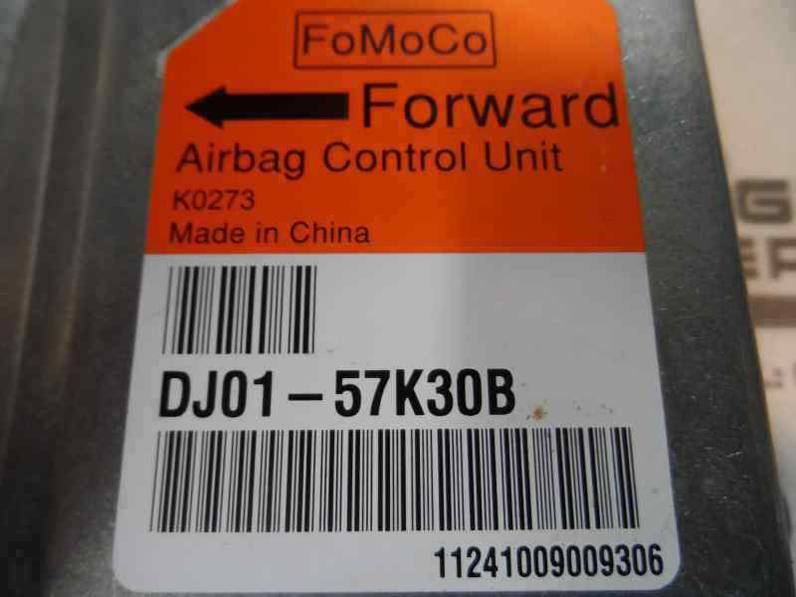 FoMoCo
Forward
Airbag Control Unit
K0273
Made in China
DJ01-57K30B
11241009009306